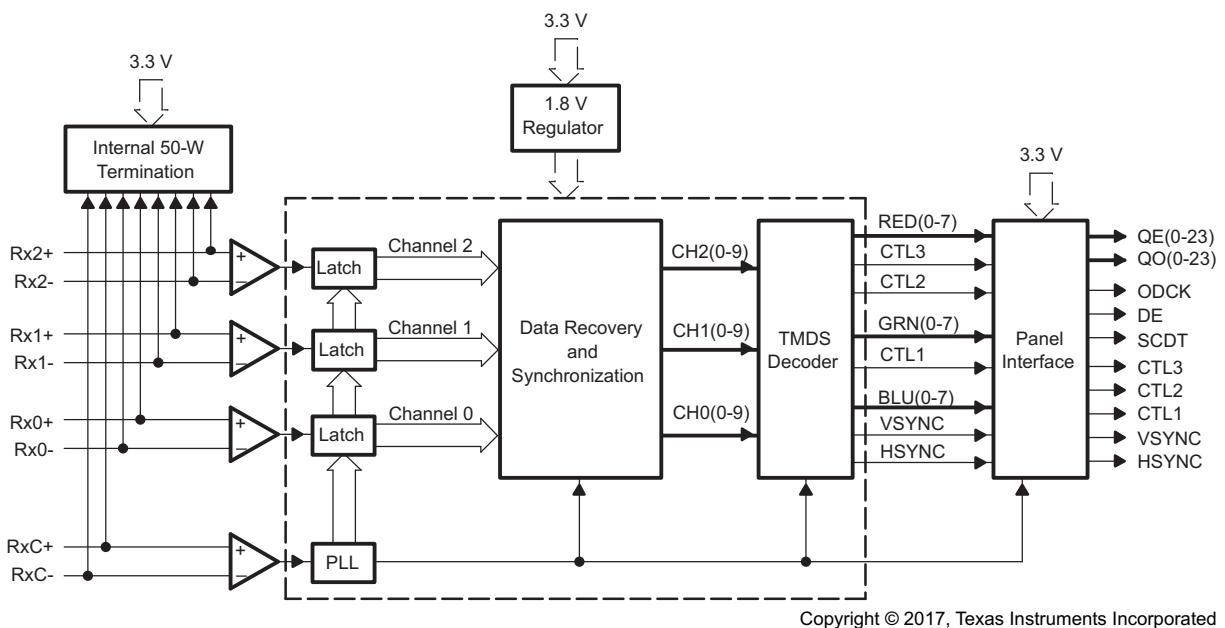 3.3 V
3.3 V
1.8 V
Regulator
Internal 50-W
Termination
3.3 V
Rx2+
Rx2-
Rx1+
Rx1-
Rx0+
Rx0-
RxC+
RxC-
+
−
+
−
+
−
+
−
Latch
Latch
Latch
PLL
Channel 2
Channel 1
Channel 0
Data Recovery
and
Synchronization
CH2(0-9)
CH1(0-9)
CH0(0-9)
TMDS
Decoder
RED(0-7)
CTL3
CTL2
GRN(0-7)
CTL1
BLU(0-7)
VSYNC
HSYNC
Panel
Interface
QE(0-23)
QO(0-23)
ODCK
DE
SCDT
CTL3
CTL2
CTL1
VSYNC
HSYNC
Copyright © 2017, Texas Instruments Incorporated